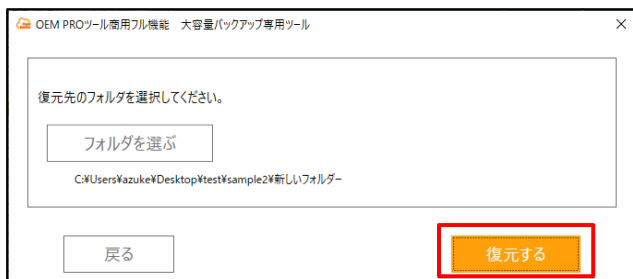 OEM PROツール商用フル機能　大容量バックアップ専用ツール
復元先のフォルダを選択してください。
フォルダを選ぶ
C:¥Users¥azuke¥Desktop¥test¥sample2¥新しいフォルダー
戻る
復元する